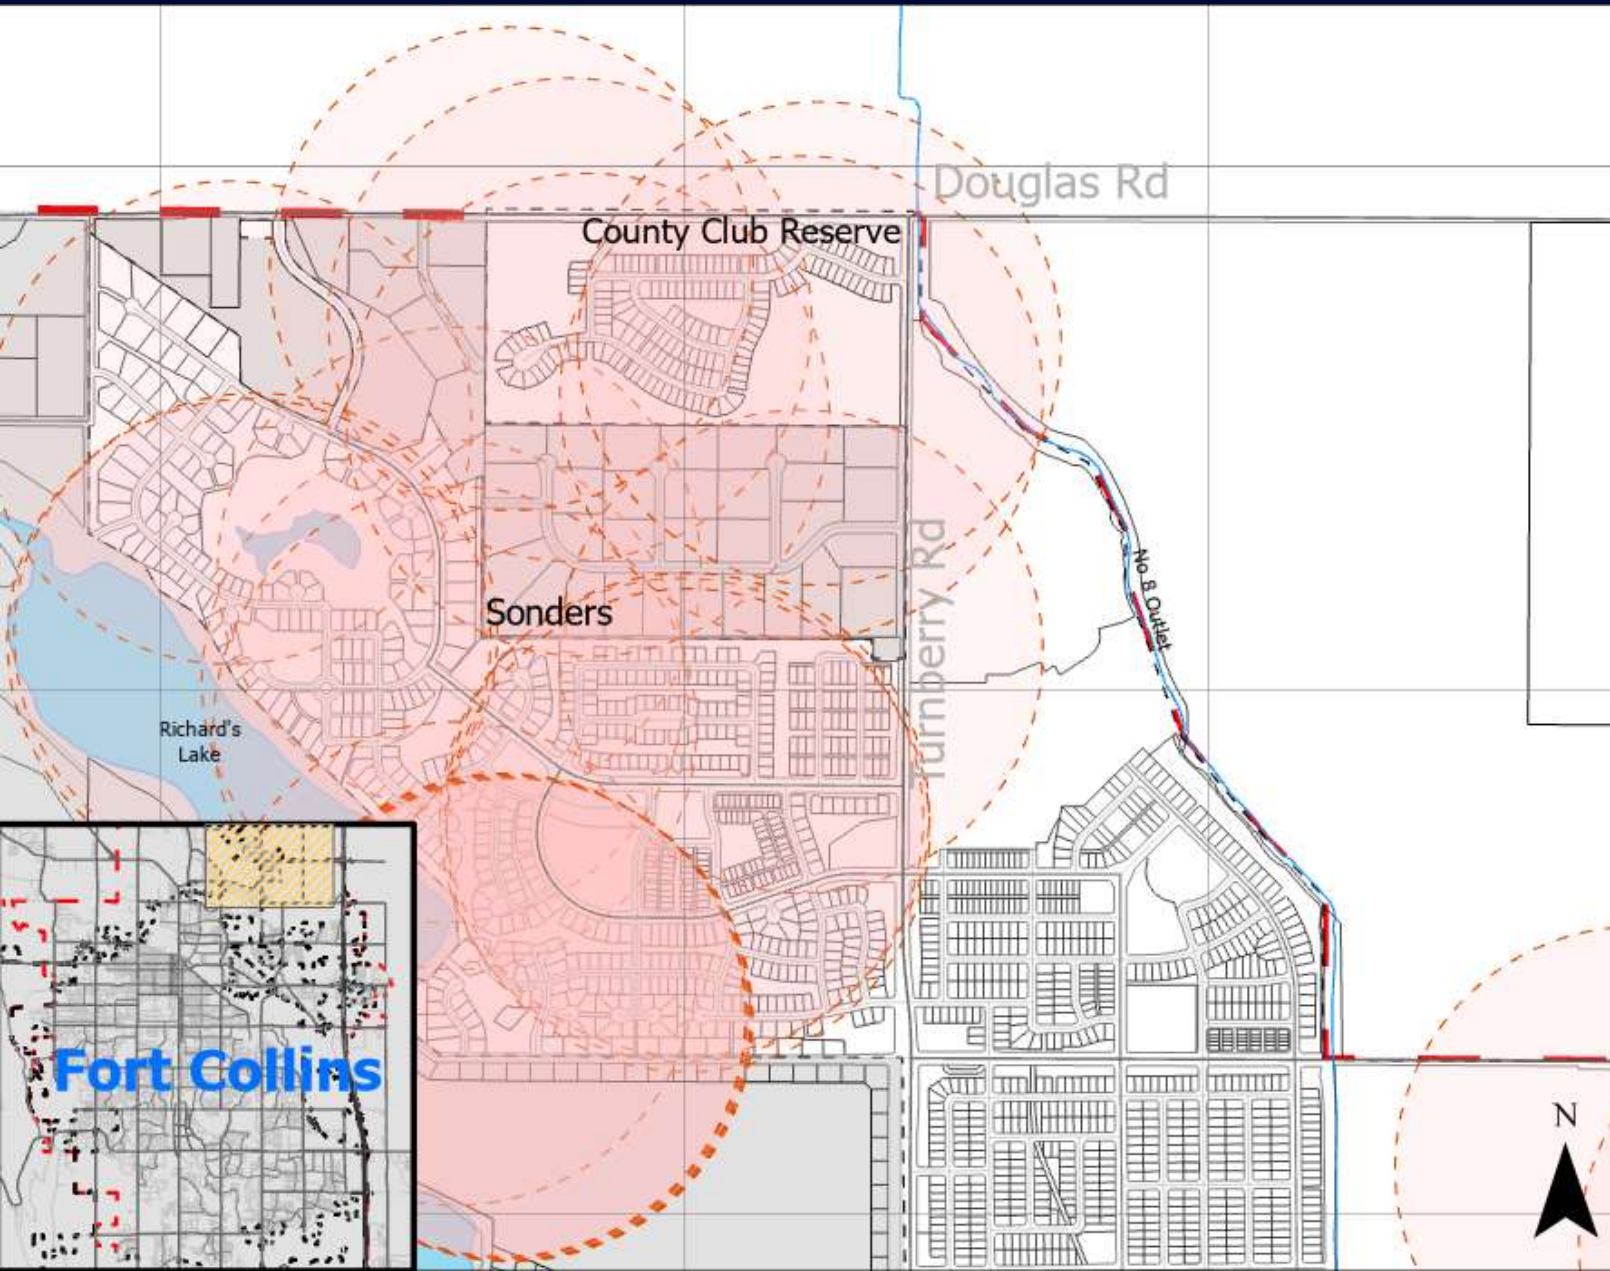 Douglas Rd
County Club Reserve
Turnberry Rd
No 8 Outlet
Sonders
Richard's
Lake
Fort Collins
N